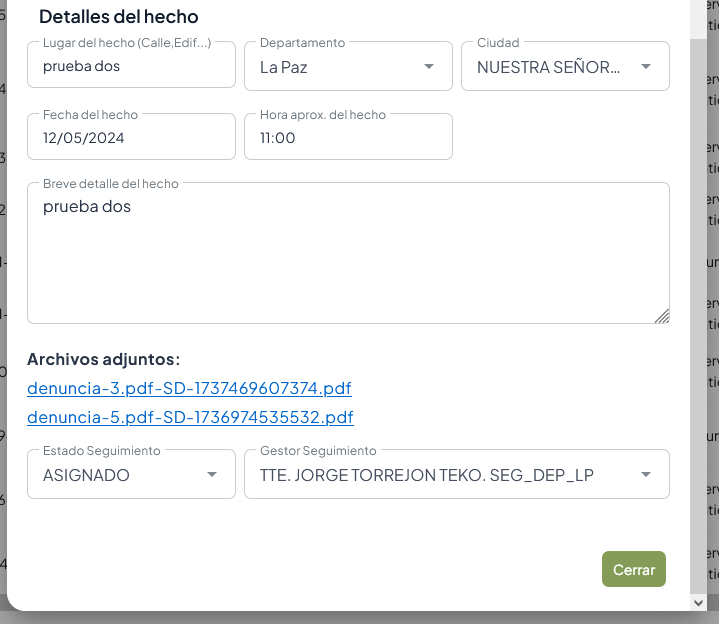 Detalles del hecho
Lugar del hecho (Calle,Edif...)
prueba dos
Departamento
La Paz
Ciudad
NUESTRA SEÑOR...
Fecha del hecho
12/05/2024
Hora aprox. del hecho
11:00
Breve detalle del hecho
prueba dos
Archivos adjuntos:
denuncia-3.pdf-SD-1737469607374.pdf
denuncia-5.pdf-SD-1736974535532.pdf
Estado Seguimiento
ASIGNADO
Gestor Seguimiento
TTE. JORGE TORREJON TEKO. SEG_DEP_LP
Cerrar